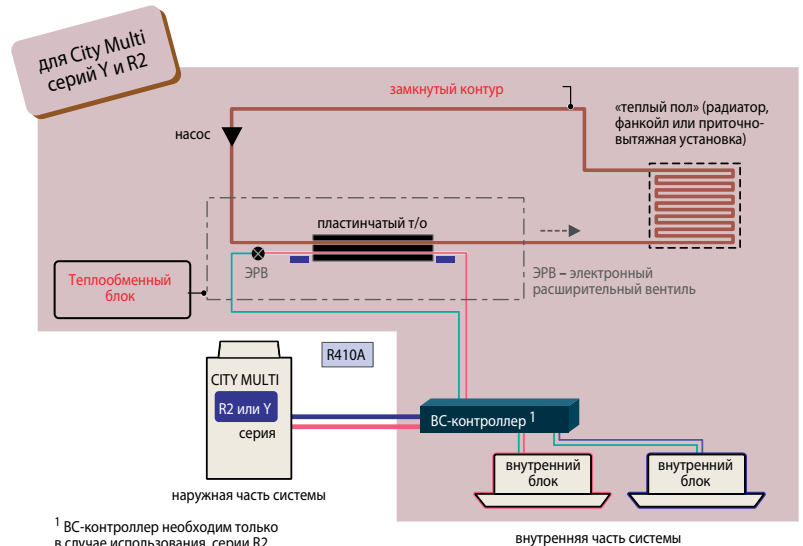 для City Multi
серий Y и R2
замкнутый контур
«теплый пол» (радиатор,
фанкойл или приточно-
вытяжная установка)
насос
пластинчатый т/о
ЭРВ
ЭРВ – электронный
расширительный вентиль
Теплообменный
блок
R410A
CITY MULTI
R2 или Y
серия
BC-контроллер 1
внутренний
блок
внутренний
блок
наружная часть системы
1 BC-контроллер необходим только
в случае использования серии R2
внутренняя часть системы